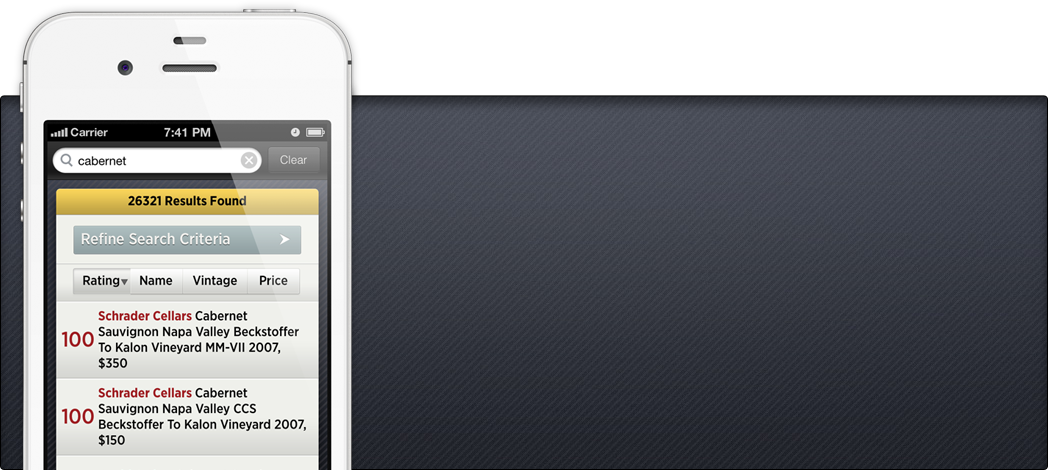 Carrier 7:41 PM
cabernet Clear
26321 Results Found
Refine Search Criteria
Rating Name Vintage Price
100
Schrader Cellars Cabernet
Sauvignon Napa Valley Beckstoffer
To Kalon Vineyard MM-VII 2007,
$350
100
Schrader Cellars Cabernet
Sauvignon Napa Valley CCS
Beckstoffer To Kalon Vineyard 2007,
$150